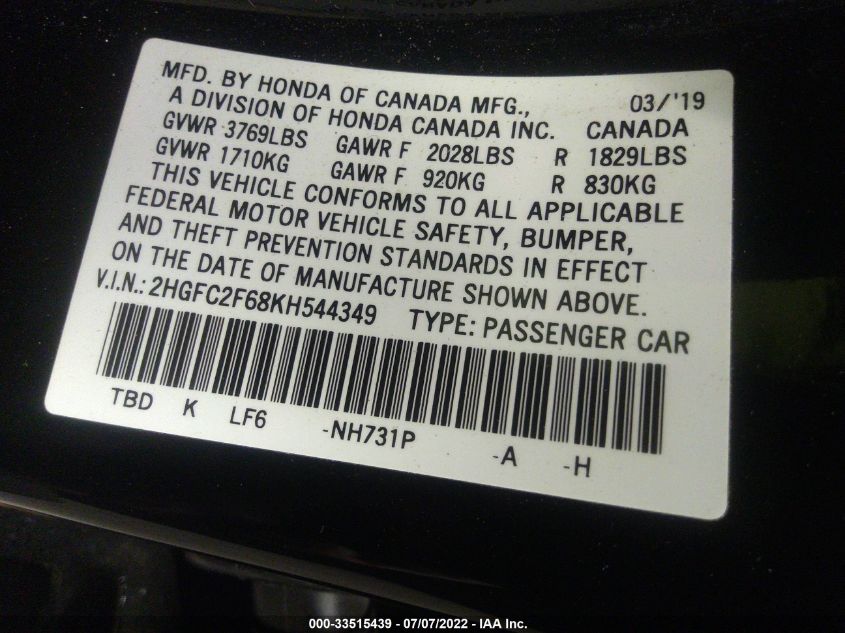 MFD. BY HONDA OF CANADA MFG., 03/'19
A DIVISION OF HONDA CANADA INC. CANADA
GVWR 3769LBS GAWR F 2028LBS R 1829LBS
GVWR 1710KG GAWR F 920KG R 830KG
THIS VEHICLE CONFORMS TO ALL APPLICABLE
FEDERAL MOTOR VEHICLE SAFETY, BUMPER,
AND THEFT PREVENTION STANDARDS IN EFFECT
ON THE DATE OF MANUFACTURE SHOWN ABOVE.
V.I.N.: 2HGFC2F68KH544349 TYPE: PASSENGER CAR
TBD K LF6 -NH731P -A -H
000-33515439 - 07/07/2022 - IAA Inc.